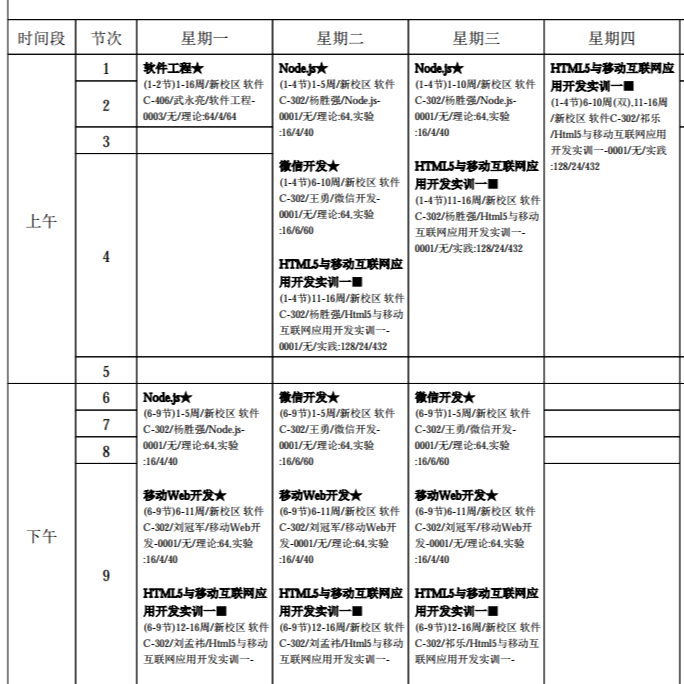 时间段 节次 星期一 星期二 星期三 星期四
上午
1
2
3
4
5
软件工程★
(1-2节)1-16周/新校区 软件
C-406/武永亮/软件工程-
0003/无/理论:64/4/64
Node.js★
(1-4节)1-5周/新校区 软件
C-302/杨胜强/Node.js-
0001/无/理论:64,实验
:16/4/40
微信开发★
(1-4节)6-10周/新校区 软件
C-302/王勇/微信开发-
0001/无/理论:64,实验
:16/6/60
HTML5与移动互联网应
用开发实训一■
(1-4节)11-16周/新校区 软件
C-302/杨胜强/Html5与移动
互联网应用开发实训一-
0001/无/实践:128/24/432
Node.js★
(1-4节)1-10周/新校区 软件
C-302/杨胜强/Node.js-
0001/无/理论:64,实验
:16/4/40
HTML5与移动互联网应
用开发实训一■
(1-4节)11-16周/新校区 软件
C-302/杨胜强/Html5与移动
互联网应用开发实训一-
0001/无/实践:128/24/432
HTML5与移动互联网应
用开发实训一■
(1-4节)6-10周(双),11-16周
/新校区 软件C-302/祁乐
/Html5与移动互联网应用
开发实训一-0001/无/实践
:128/24/432
下午
6
7
8
9
Node.js★
(6-9节)1-5周/新校区 软件
C-302/杨胜强/Node.js-
0001/无/理论:64,实验
:16/4/40
移动Web开发★
(6-9节)6-11周/新校区 软件
C-302/刘冠军/移动Web开
发-0001/无/理论:64,实验
:16/4/40
HTML5与移动互联网应
用开发实训一■
(6-9节)12-16周/新校区 软件
C-302/刘孟祎/Html5与移动
互联网应用开发实训一-
微信开发★
(6-9节)1-5周/新校区 软件
C-302/王勇/微信开发-
0001/无/理论:64,实验
:16/6/60
移动Web开发★
(6-9节)6-11周/新校区 软件
C-302/刘冠军/移动Web开
发-0001/无/理论:64,实验
:16/4/40
HTML5与移动互联网应
用开发实训一■
(6-9节)12-16周/新校区 软件
C-302/刘孟祎/Html5与移动
互联网应用开发实训一-
微信开发★
(6-9节)1-5周/新校区 软件
C-302/王勇/微信开发-
0001/无/理论:64,实验
:16/6/60
移动Web开发★
(6-9节)6-11周/新校区 软件
C-302/刘冠军/移动Web开
发-0001/无/理论:64,实验
:16/4/40
HTML5与移动互联网应
用开发实训一■
(6-9节)12-16周/新校区 软件
C-302/祁乐/Html5与移动互
联网应用开发实训一-